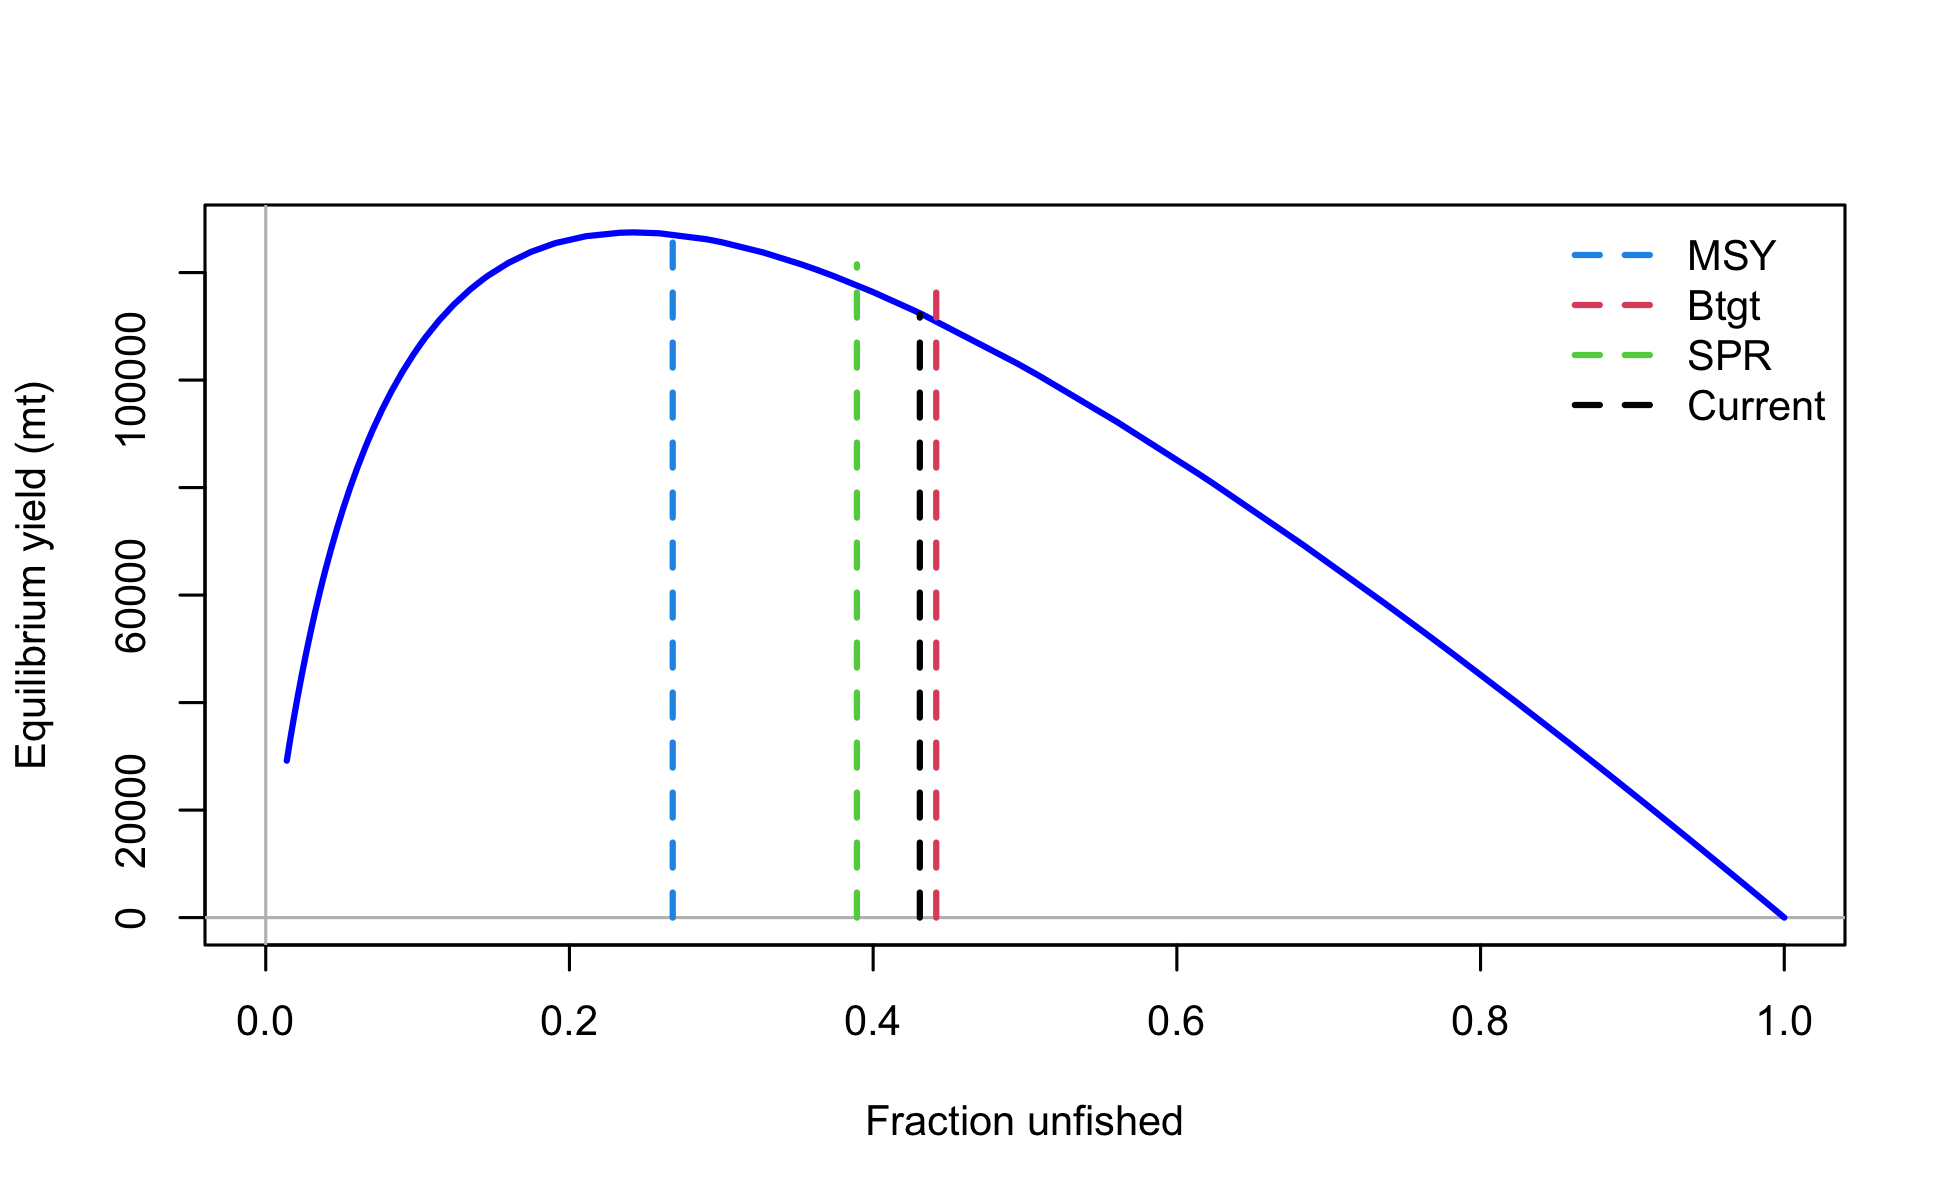 Equilibrium yield (mt)
100000
60000
20000
0
MSY
Btgt
SPR
Current
0.0 0.2 0.4 0.6 0.8 1.0
Fraction unfished